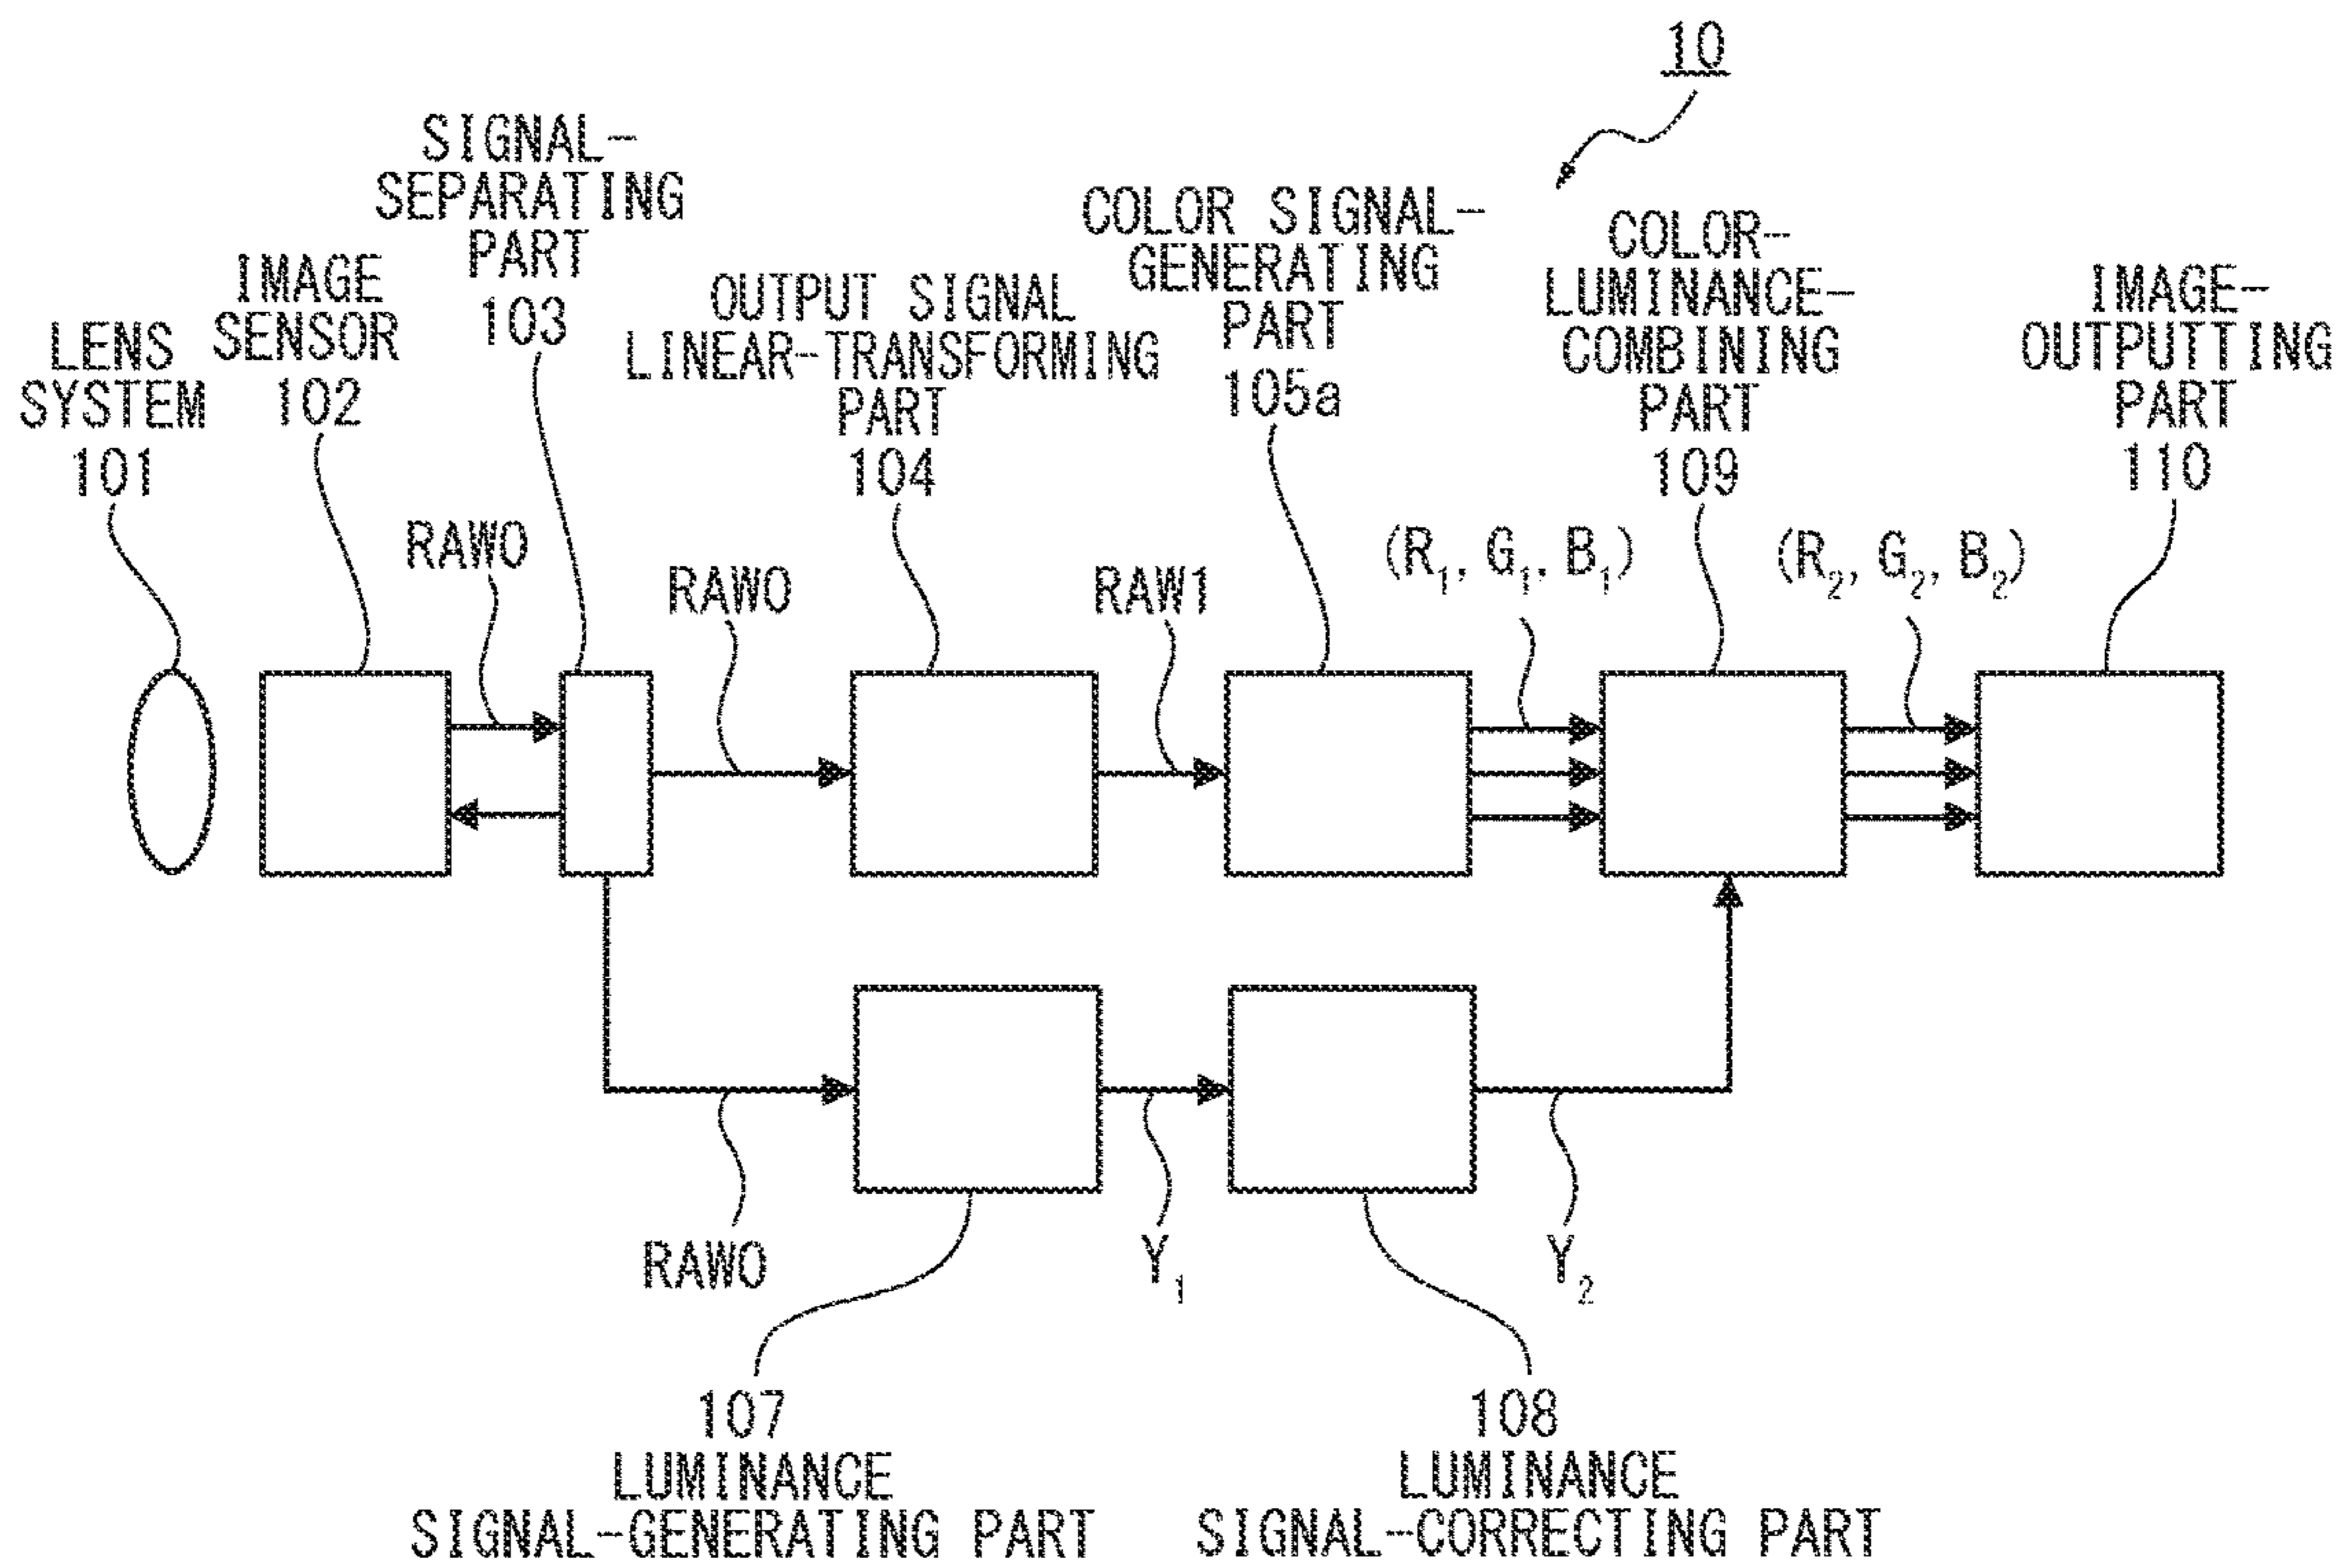 10
SIGNAL-
SEPARATING
PART
103
COLOR SIGNAL-
GENERATING
PART
105a
COLOR-
LUMINANCE-
COMBINING
PART
109
IMAGE
SENSOR
102
OUTPUT SIGNAL
LINEAR-TRANSFORMING
PART
104
IMAGE-
OUTPUTTING
PART
110
LENS
SYSTEM
101
RAW0
RAW0
RAW1
(R1, G1, B1)
(R2, G2, B2)
RAW0
Y1
Y2
107
LUMINANCE
SIGNAL-GENERATING PART
108
LUMINANCE
SIGNAL-CORRECTING PART